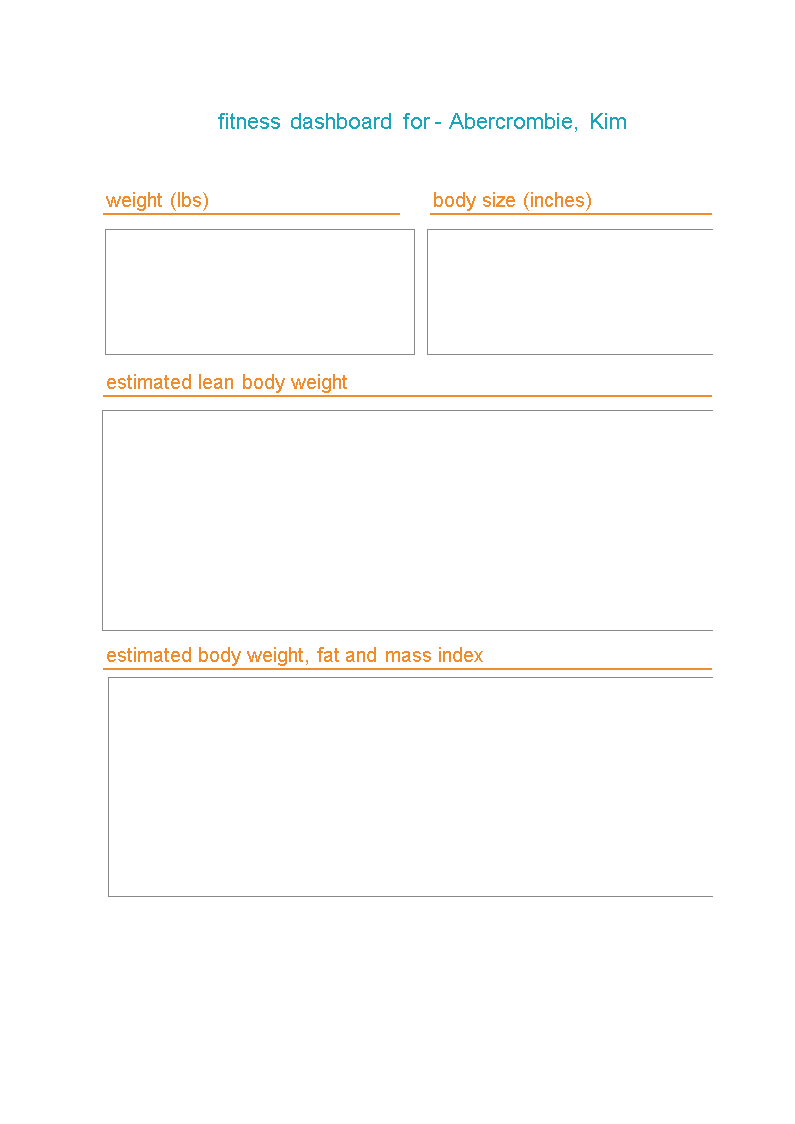 fitness dashboard for - Abercrombie, Kim
weight (lbs)
body size (inches)
estimated lean body weight
estimated body weight, fat and mass index